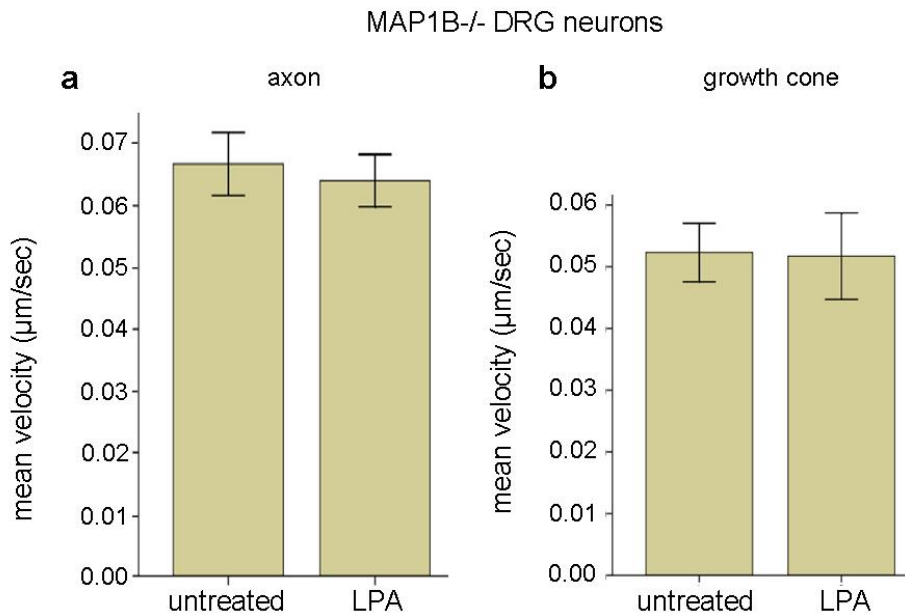 MAP1B-/- DRG neurons
a
axon
mean velocity (µm/sec)
0.07
0.06
0.05
0.04
0.03
0.02
0.01
0.00
untreated
LPA
b
growth cone
mean velocity (µm/sec)
0.06
0.05
0.04
0.03
0.02
0.01
0.00
untreated
LPA